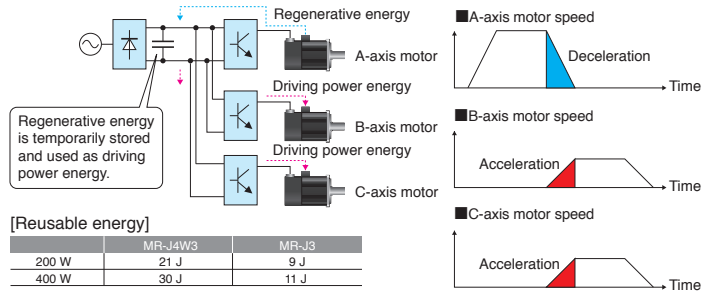 Regenerative energy
A-axis motor
Driving power energy
B-axis motor
Driving power energy
C-axis motor
Regenerative energy
is temporarily stored
and used as driving
power energy.
[Reusable energy]
MR-J4W3 MR-J3
200 W 21 J 9 J
400 W 30 J 11 J
■A-axis motor speed
Deceleration
Time
■B-axis motor speed
Acceleration
Time
■C-axis motor speed
Acceleration
Time